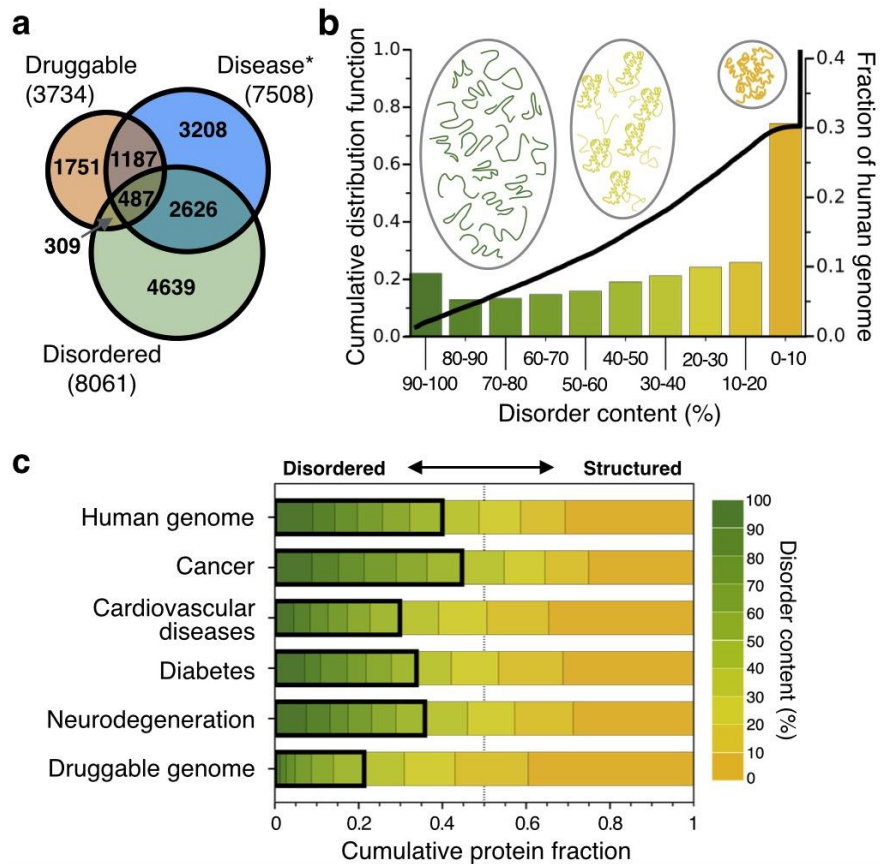 a
Druggable
(3734)
Disease*
(7508)
3208
1751
1187
487
2626
309
4639
Disordered
(8061)
b
Cumulative distribution function
1.0
0.8
0.6
0.4
0.2
0.0
Fraction of human genome
0.4
0.3
0.2
0.1
0.0
80-90
60-70
40-50
20-30
0-10
90-100
70-80
50-60
30-40
10-20
Disorder content (%)
c
Disordered
Structured
Human genome
Cancer
Cardiovascular
diseases
Diabetes
Neurodegeneration
Druggable genome
0
0.2
0.4
0.6
0.8
1
Cumulative protein fraction
100
90
80
70
60
50
40
30
20
10
0
Disorder content (%)